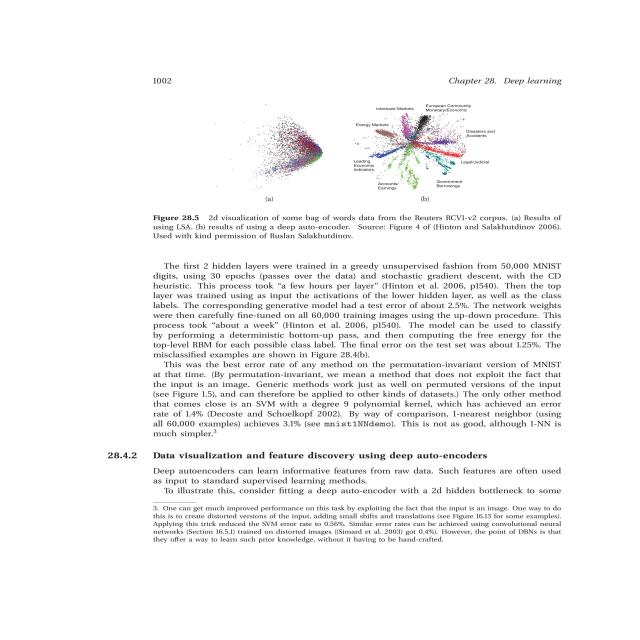 1002
Chapter 28. Deep learning
Interbank Markets
European Community
Monetary/Economic
Energy Markets
Disasters and
Accidents
Leading
Economic
Indicators
Legal/Judicial
Accounts/
Earnings
Government
Borrowings
(a)
(b)
Figure 28.5 2d visualization of some bag of words data from the Reuters RCV1-v2 corpus. (a) Results of
using LSA. (b) results of using a deep auto-encoder. Source: Figure 4 of (Hinton and Salakhutdinov 2006).
Used with kind permission of Ruslan Salakhutdinov.
The first 2 hidden layers were trained in a greedy unsupervised fashion from 50,000 MNIST
digits, using 30 epochs (passes over the data) and stochastic gradient descent, with the CD
heuristic. This process took “a few hours per layer” (Hinton et al. 2006, p1540). Then the top
layer was trained using as input the activations of the lower hidden layer, as well as the class
labels. The corresponding generative model had a test error of about 2.5%. The network weights
were then carefully fine-tuned on all 60,000 training images using the up-down procedure. This
process took “about a week” (Hinton et al. 2006, p1540). The model can be used to classify
by performing a deterministic bottom-up pass, and then computing the free energy for the
top-level RBM for each possible class label. The final error on the test set was about 1.25%. The
misclassified examples are shown in Figure 28.4(b).
This was the best error rate of any method on the permutation-invariant version of MNIST
at that time. (By permutation-invariant, we mean a method that does not exploit the fact that
the input is an image. Generic methods work just as well on permuted versions of the input
(see Figure 1.5), and can therefore be applied to other kinds of datasets.) The only other method
that comes close is an SVM with a degree 9 polynomial kernel, which has achieved an error
rate of 1.4% (Decoste and Schoelkopf 2002). By way of comparison, 1-nearest neighbor (using
all 60,000 examples) achieves 3.1% (see mnist1NNdemo). This is not as good, although 1-NN is
much simpler.3
28.4.2 Data visualization and feature discovery using deep auto-encoders
Deep autoencoders can learn informative features from raw data. Such features are often used
as input to standard supervised learning methods.
To illustrate this, consider fitting a deep auto-encoder with a 2d hidden bottleneck to some
3. One can get much improved performance on this task by exploiting the fact that the input is an image. One way to do
this is to create distorted versions of the input, adding small shifts and translations (see Figure 16.13 for some examples).
Applying this trick reduced the SVM error rate to 0.56%. Similar error rates can be achieved using convolutional neural
networks (Section 16.5.1) trained on distorted images ((Simard et al. 2003) got 0.4%). However, the point of DBNs is that
they offer a way to learn such prior knowledge, without it having to be hand-crafted.